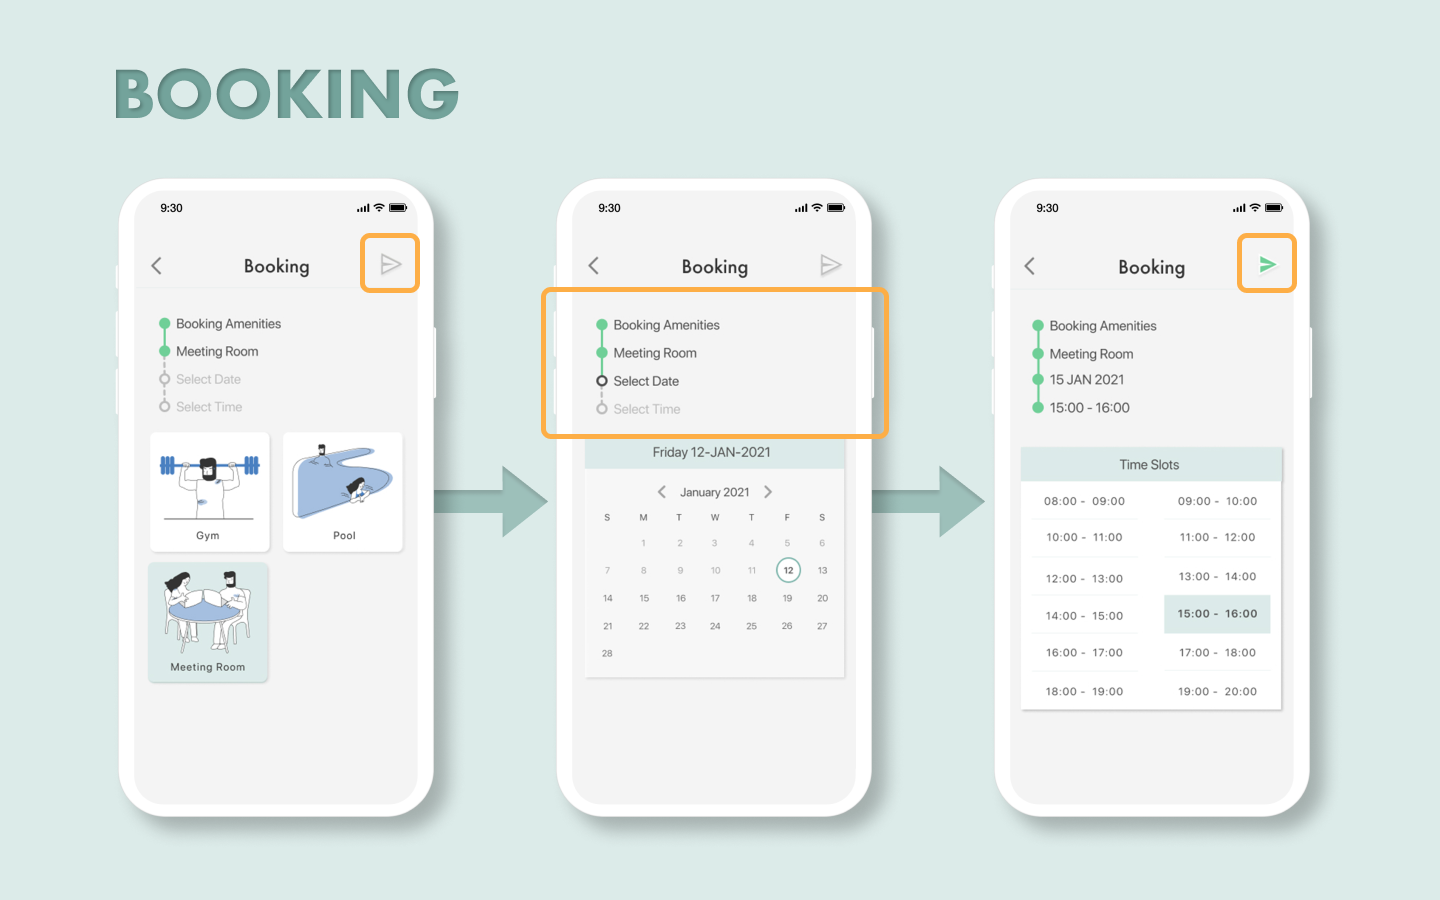 BOOKING
9:30
Booking
Booking Amenities
Meeting Room
Select Date
Select Time
Gym
Pool
Meeting Room
9:30
Booking
Booking Amenities
Meeting Room
Select Date
Select Time
Friday 12-JAN-2021
January 2021
S M T W T F S
1 2 3 4 5 6
7 8 9 10 11 12 13
14 15 16 17 18 19 20
21 22 23 24 25 26 27
28
9:30
Booking
Booking Amenities
Meeting Room
15 JAN 2021
15:00 - 16:00
Time Slots
08:00 - 09:00 09:00 - 10:00
10:00 - 11:00 11:00 - 12:00
12:00 - 13:00 13:00 - 14:00
14:00 - 15:00 15:00 - 16:00
16:00 - 17:00 17:00 - 18:00
18:00 - 19:00 19:00 - 20:00